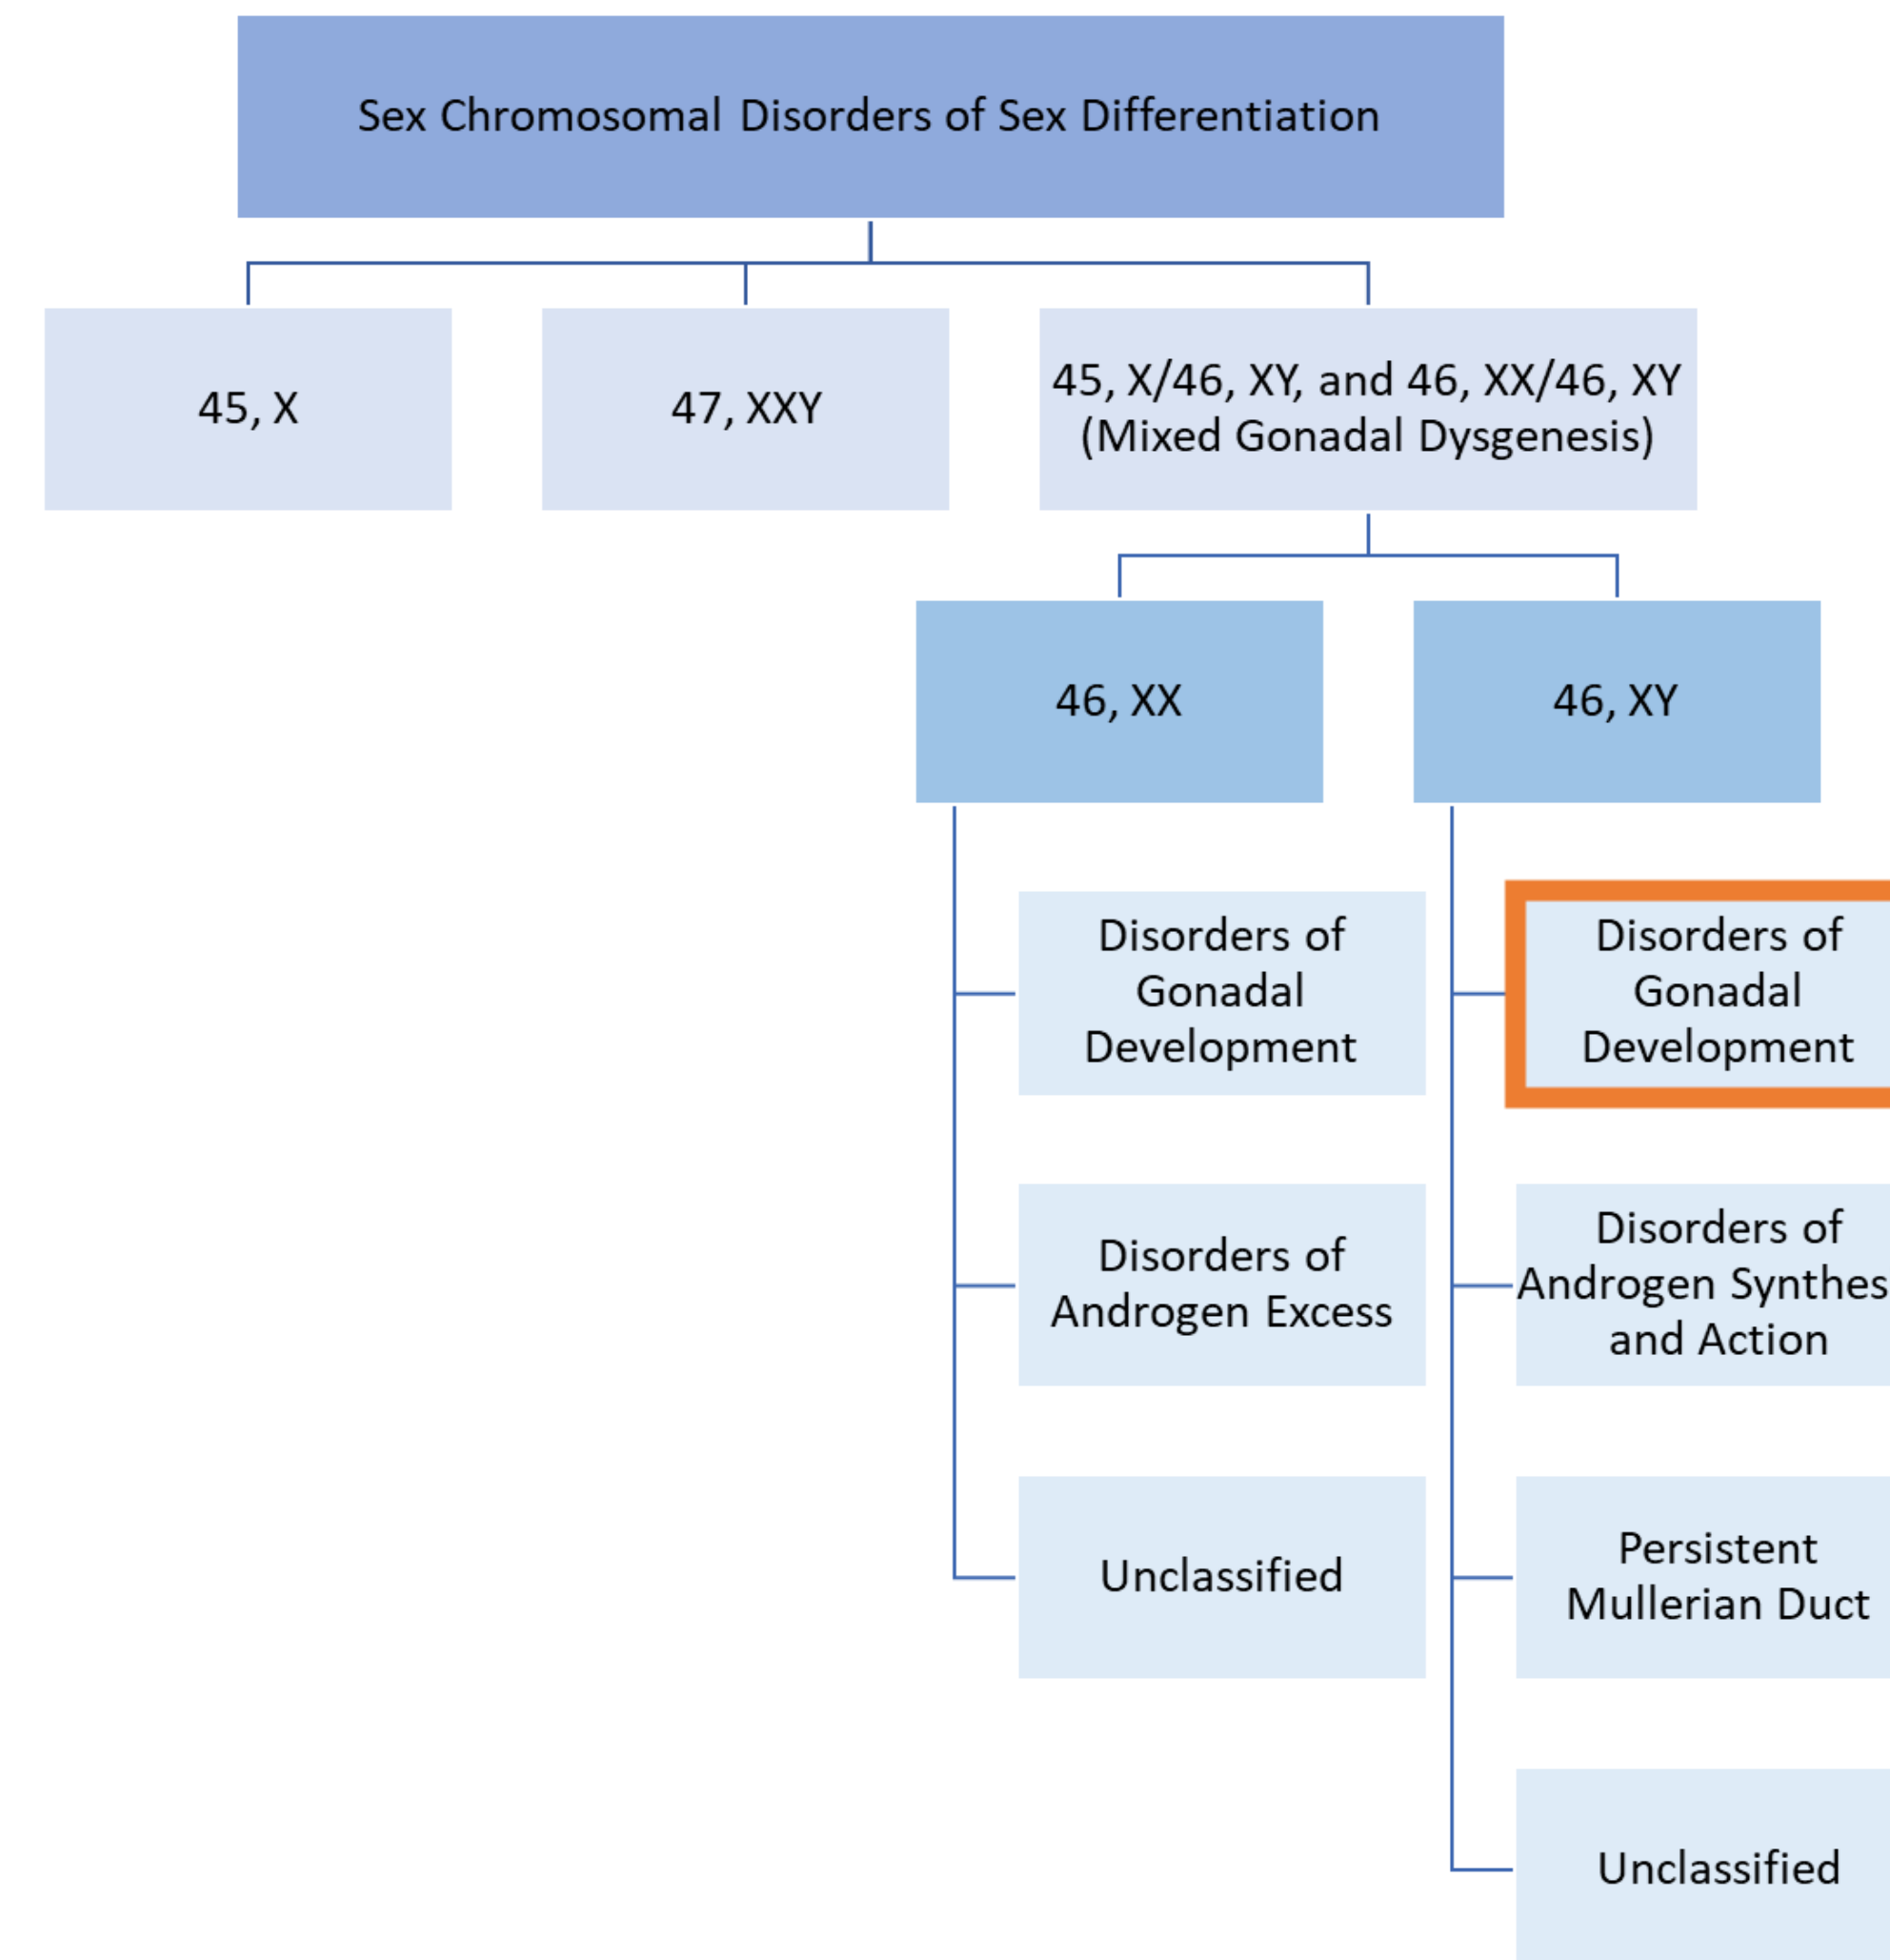 Sex Chromosomal Disorders of Sex Differentiation
45, X
47, XXY
45, X/46, XY, and 46, XX/46, XY
(Mixed Gonadal Dysgenesis)
46, XX
46, XY
Disorders of
Gonadal
Development
Disorders of
Androgen Excess
Unclassified
Disorders of
Gonadal
Development
Disorders of
Androgen Synthes
and Action
Persistent
Mullerian Duct
Unclassified